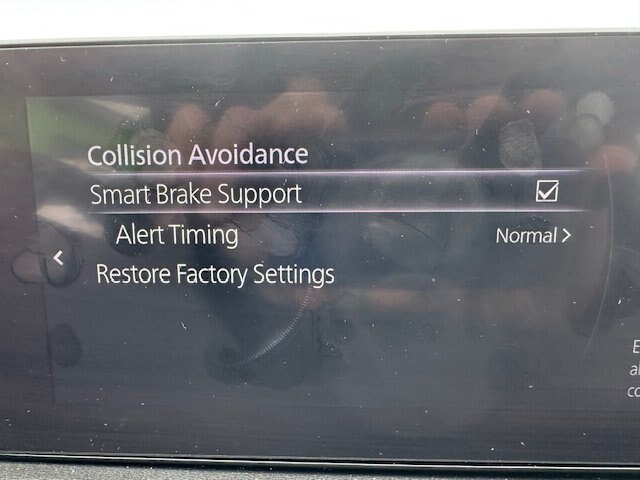 Collision Avoidance
Smart Brake Support
Alert Timing Normal >
Restore Factory Settings